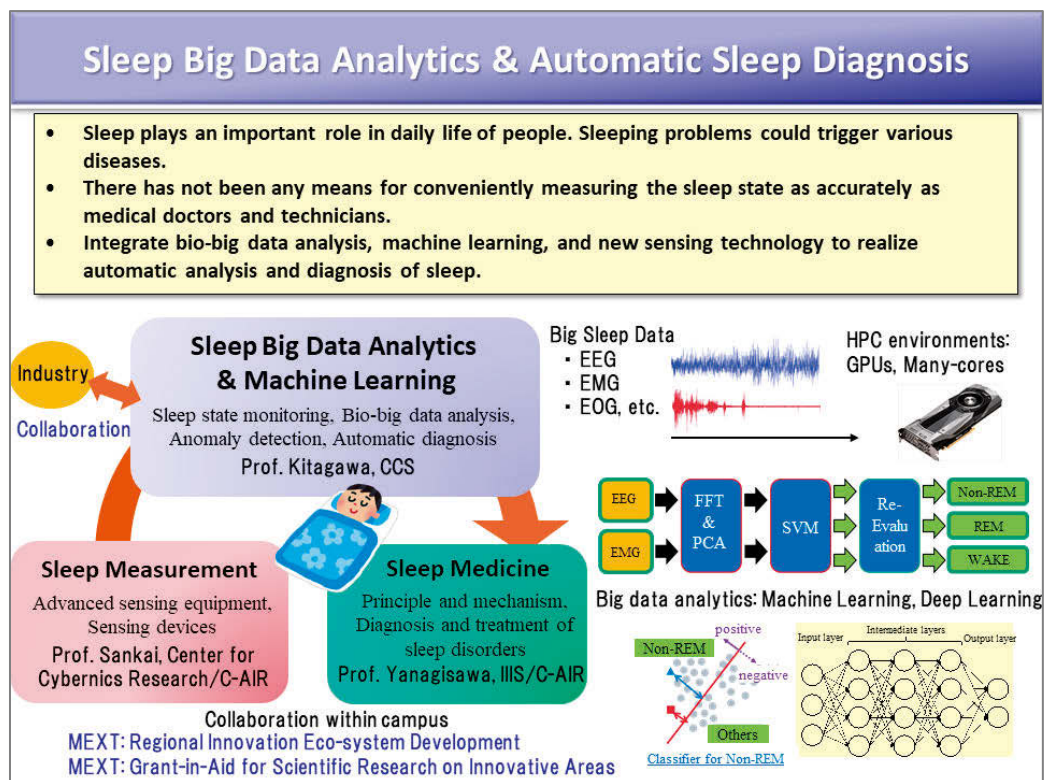 Sleep Big Data Analytics & Automatic Sleep Diagnosis
• Sleep plays an important role in daily life of people. Sleeping problems could trigger various
diseases.
• There has not been any means for conveniently measuring the sleep state as accurately as
medical doctors and technicians.
• Integrate bio-big data analysis, machine learning, and new sensing technology to realize
automatic analysis and diagnosis of sleep.
Industry
Collaboration
Sleep Big Data Analytics
& Machine Learning
Sleep state monitoring, Bio-big data analysis,
Anomaly detection, Automatic diagnosis
Prof. Kitagawa, CCS
Sleep Measurement
Advanced sensing equipment,
Sensing devices
Prof. Sankai, Center for
Cybernics Research/C-AIR
Sleep Medicine
Principle and mechanism,
Diagnosis and treatment of
sleep disorders
Prof. Yanagisawa, IIIS/C-AIR
Collaboration within campus
MEXT: Regional Innovation Eco-system Development
MEXT: Grant-in-Aid for Scientific Research on Innovative Areas
Big Sleep Data
・ EEG
・ EMG
・ EOG, etc.
HPC environments:
GPUs, Many-cores
EEG
EMG
FFT
&
PCA
SVM
Re-
Evalu
ation
Non-REM
REM
WAKE
Big data analytics: Machine Learning, Deep Learning
Non-REM
positive
negative
Others
Classifier for Non-REM
Input layer
Intermediate layers
Output layer